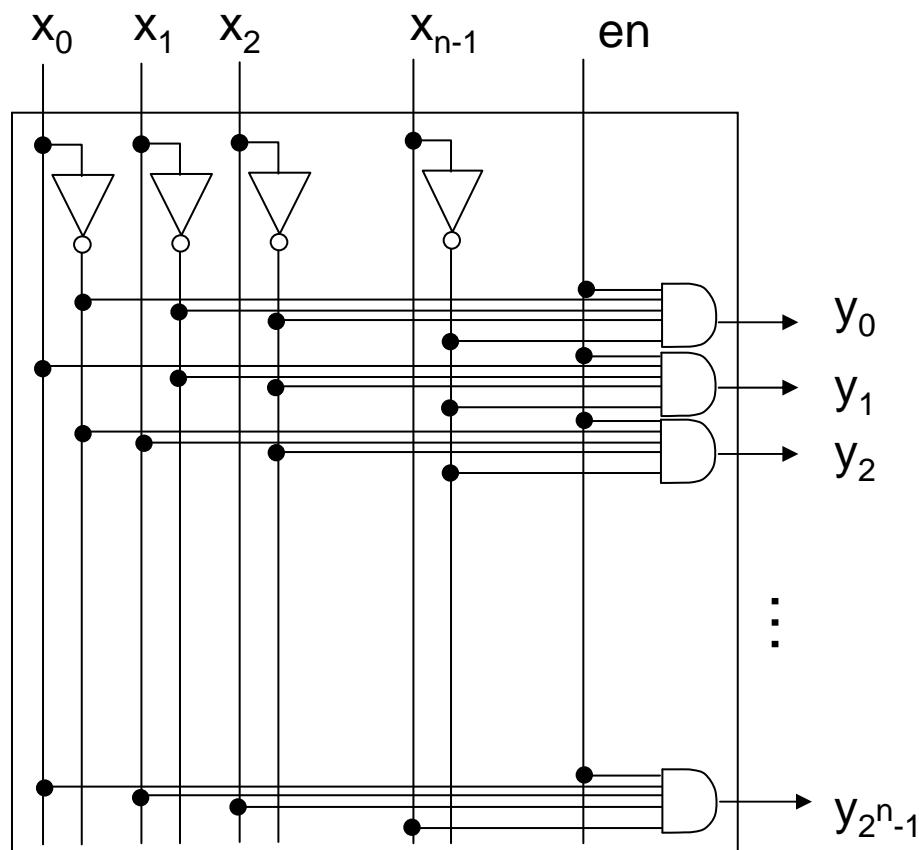 x₀ x₁ x₂ xₙ₋₁ en
y₀
y₁
y₂
⋮
y₂ⁿ₋₁